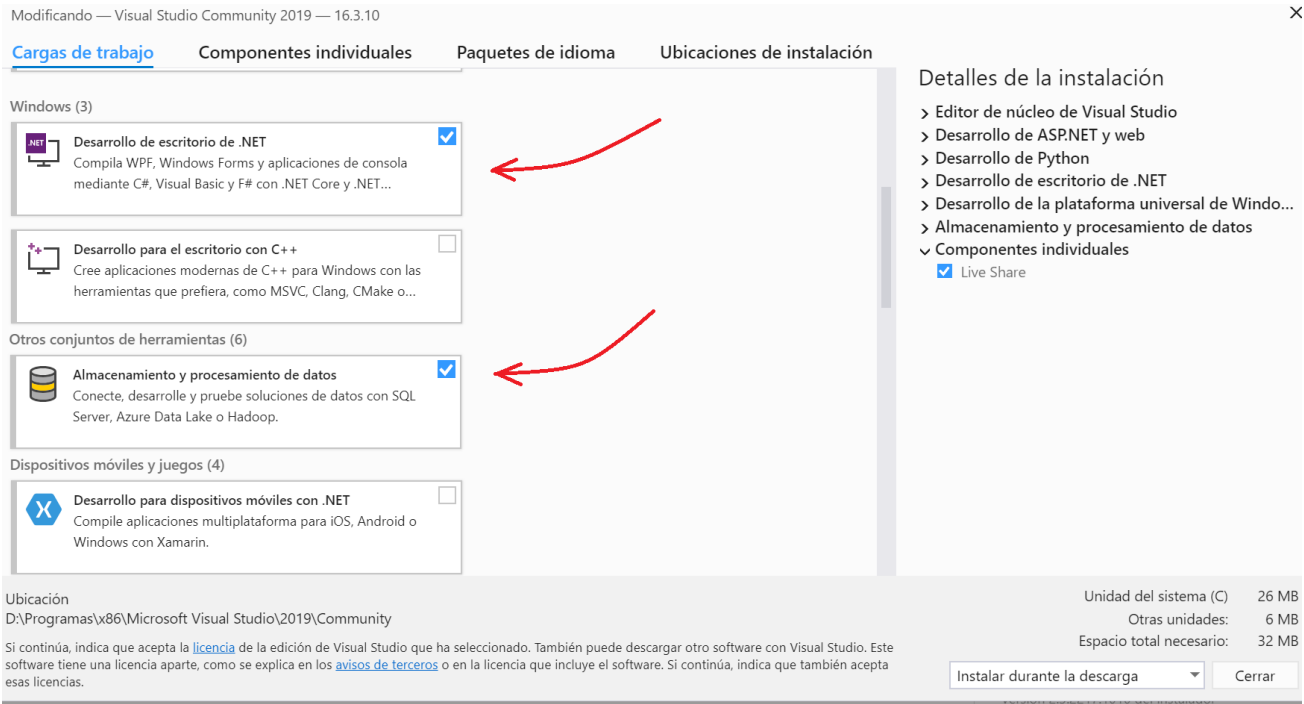 Modificando — Visual Studio Community 2019 — 16.3.10
Cargas de trabajo Componentes individuales Paquetes de idioma Ubicaciones de instalación
Windows (3)
.NET
Desarrollo de escritorio de .NET
Compila WPF, Windows Forms y aplicaciones de consola
mediante C#, Visual Basic y F# con .NET Core y .NET...
Desarrollo para el escritorio con C++
Cree aplicaciones modernas de C++ para Windows con las
herramientas que prefiera, como MSVC, Clang, CMake o...
Otros conjuntos de herramientas (6)
Almacenamiento y procesamiento de datos
Conecte, desarrolle y pruebe soluciones de datos con SQL
Server, Azure Data Lake o Hadoop.
Dispositivos móviles y juegos (4)
Desarrollo para dispositivos móviles con .NET
Compile aplicaciones multiplataforma para iOS, Android o
Windows con Xamarin.
Detalles de la instalación
Editor de núcleo de Visual Studio
Desarrollo de ASP.NET y web
Desarrollo de Python
Desarrollo de escritorio de .NET
Desarrollo de la plataforma universal de Windo...
Almacenamiento y procesamiento de datos
Componentes individuales
Live Share
Ubicación
D:\Programas\x86\Microsoft Visual Studio\2019\Community
Si continúa, indica que acepta la licencia de la edición de Visual Studio que ha seleccionado. También puede descargar otro software con Visual Studio. Este
software tiene una licencia aparte, como se explica en los avisos de terceros o en la licencia que incluye el software. Si continúa, indica que también acepta
esas licencias.
Unidad del sistema (C) 26 MB
Otras unidades: 6 MB
Espacio total necesario: 32 MB
Instalar durante la descarga
Cerrar